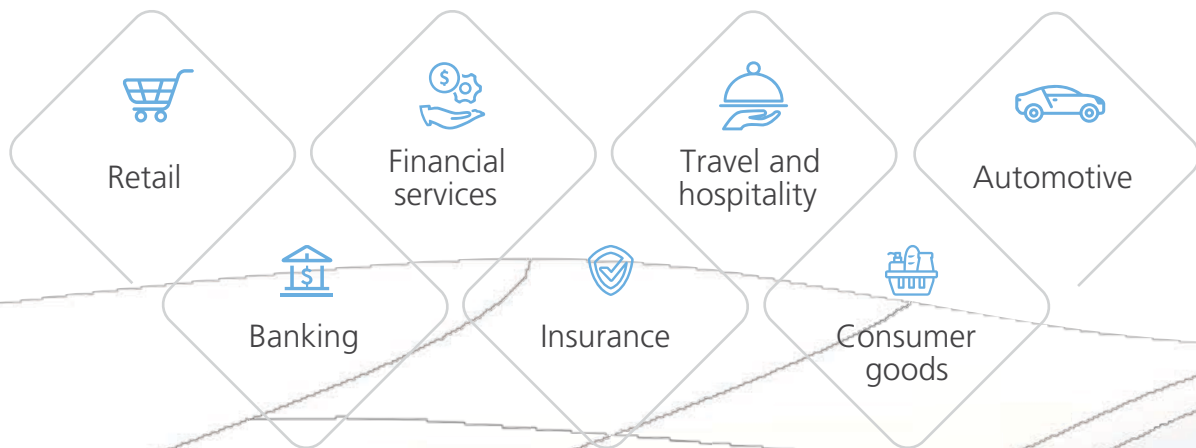 Retail
Financial
services
Travel and
hospitality
Automotive
Banking
Insurance
Consumer
goods